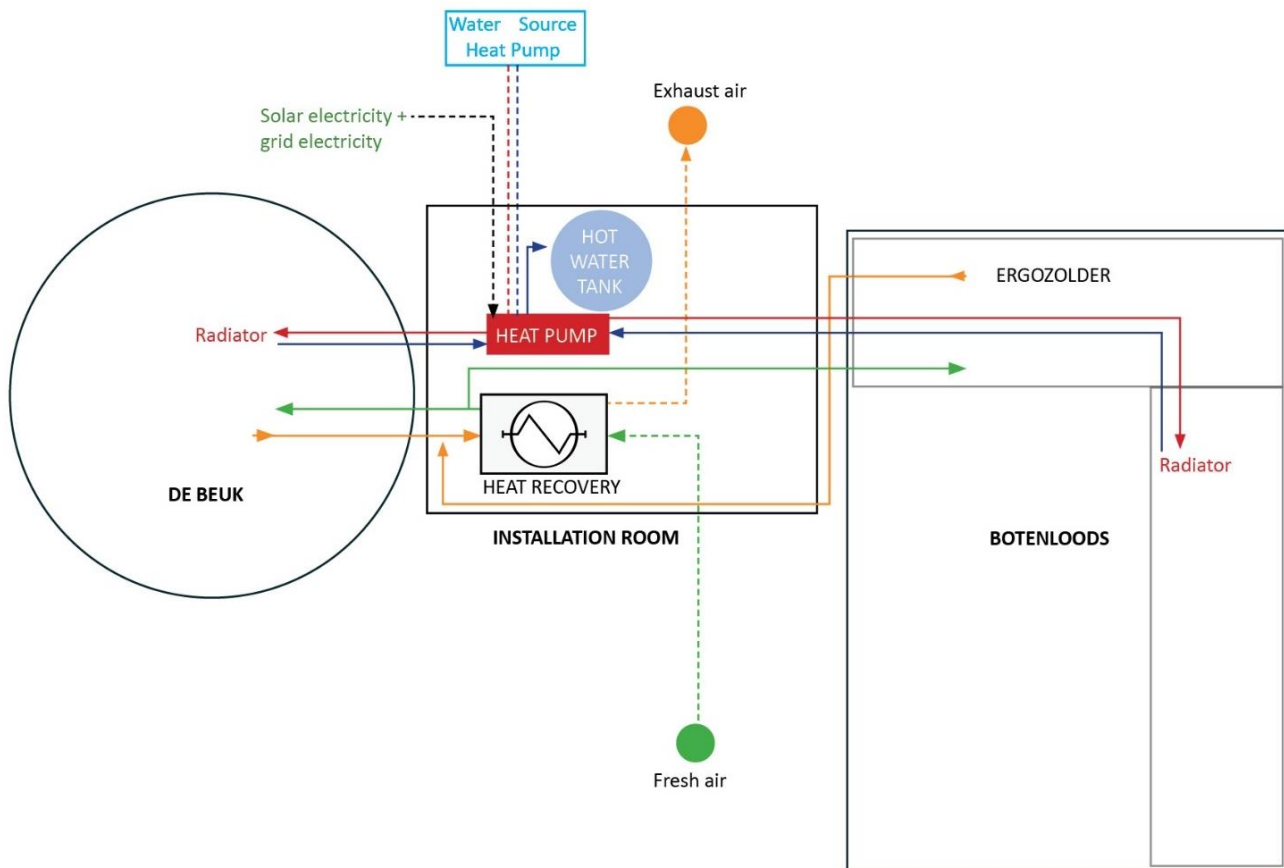 Water Source
Heat Pump
Exhaust air
Solar electricity +
grid electricity
HOT
WATER
TANK
ERGOZOLDER
Radiator
HEAT PUMP
Radiator
HEAT RECOVERY
DE BEUK
INSTALLATION ROOM
BOTENLOODS
Fresh air